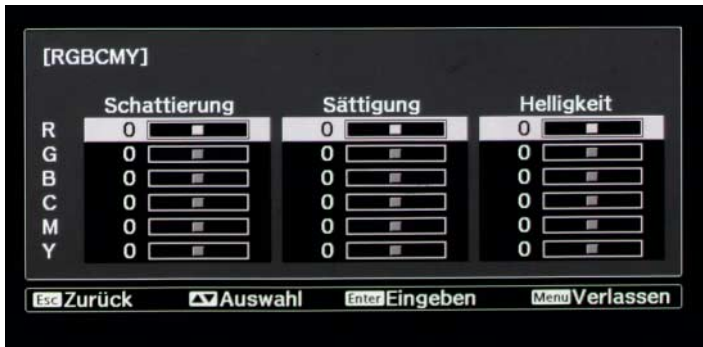 [RGBCMY]
Schattierung Sättigung Helligkeit
R 0 0 0
G 0 0 0
B 0 0 0
C 0 0 0
M 0 0 0
Y 0 0 0
Esc Zurück Auswahl Enter Eingeben Menu Verlassen